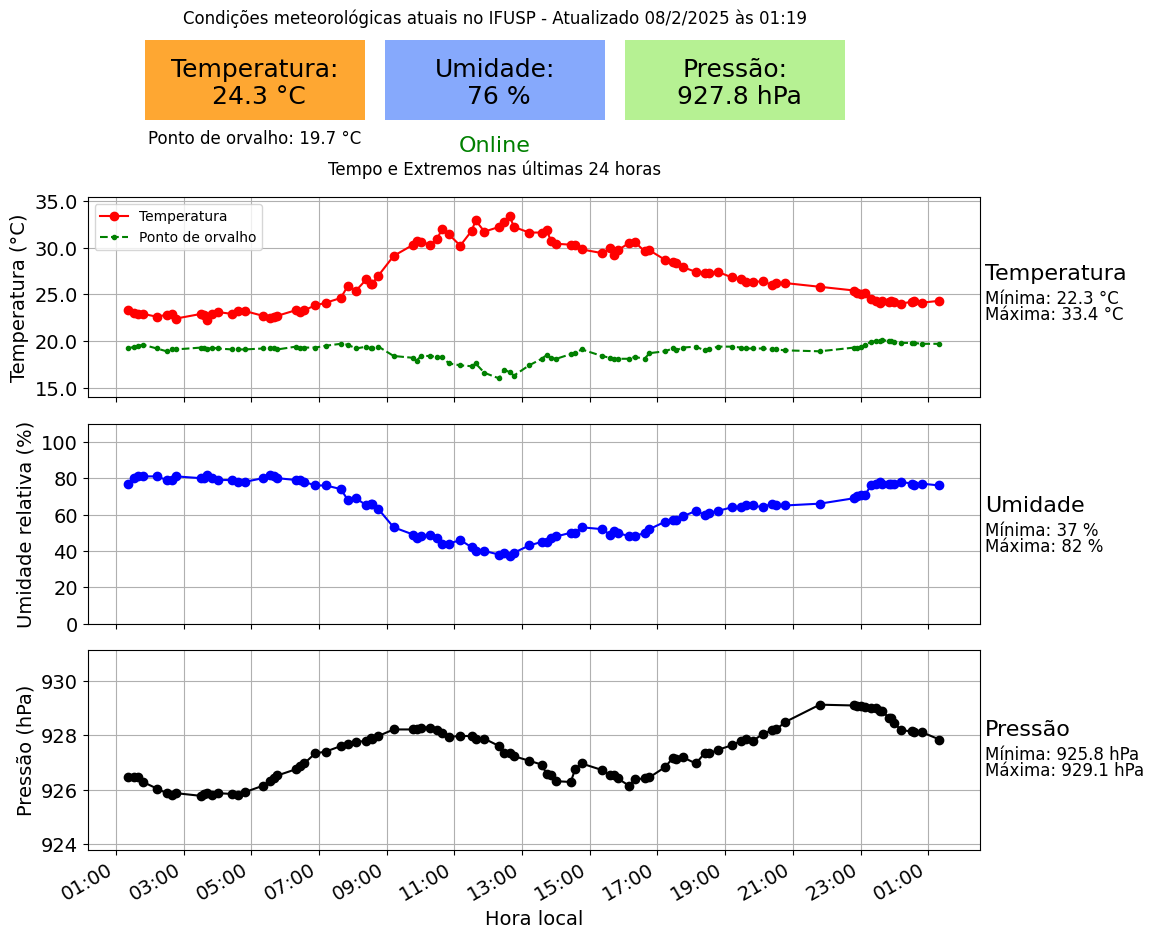 Condições meteorológicas atuais no IFUSP - Atualizado 08/2/2025 às 01:19
Temperatura:
24.3 °C
Umidade:
76 %
Pressão:
927.8 hPa
Ponto de orvalho: 19.7 °C
Online
Tempo e Extremos nas últimas 24 horas
Temperatura (°C)
35.0
30.0
25.0
20.0
15.0
Temperatura
Ponto de orvalho
Temperatura
Mínima: 22.3 °C
Máxima: 33.4 °C
Umidade relativa (%)
100
80
60
40
20
0
Umidade
Mínima: 37 %
Máxima: 82 %
Pressão (hPa)
930
928
926
924
Pressão
Mínima: 925.8 hPa
Máxima: 929.1 hPa
01:00 03:00 05:00 07:00 09:00 11:00 13:00 15:00 17:00 19:00 21:00 23:00 01:00
Hora local